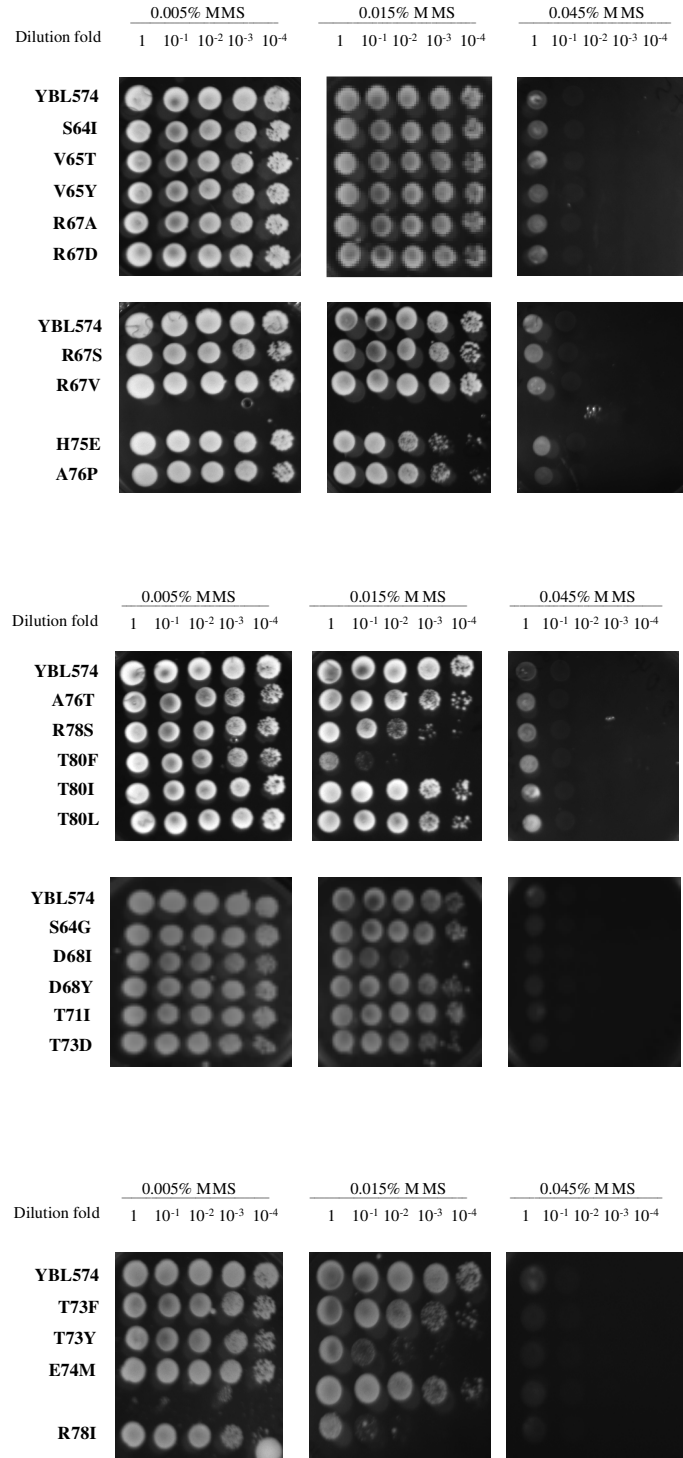 0.005% MMS 0.015% MMS 0.045% MMS
Dilution fold 1 10-1 10-2 10-3 10-4 1 10-1 10-2 10-3 10-4 1 10-1 10-2 10-3 10-4
YBL574
S64I
V65T
V65Y
R67A
R67D
YBL574
R67S
R67V
H75E
A76P
0.005% MMS 0.015% MMS 0.045% MMS
Dilution fold 1 10-1 10-2 10-3 10-4 1 10-1 10-2 10-3 10-4 1 10-1 10-2 10-3 10-4
YBL574
A76T
R78S
T80F
T80I
T80L
YBL574
S64G
D68I
D68Y
T71I
T73D
0.005% MMS 0.015% MMS 0.045% MMS
Dilution fold 1 10-1 10-2 10-3 10-4 1 10-1 10-2 10-3 10-4 1 10-1 10-2 10-3 10-4
YBL574
T73F
T73Y
E74M
R78I